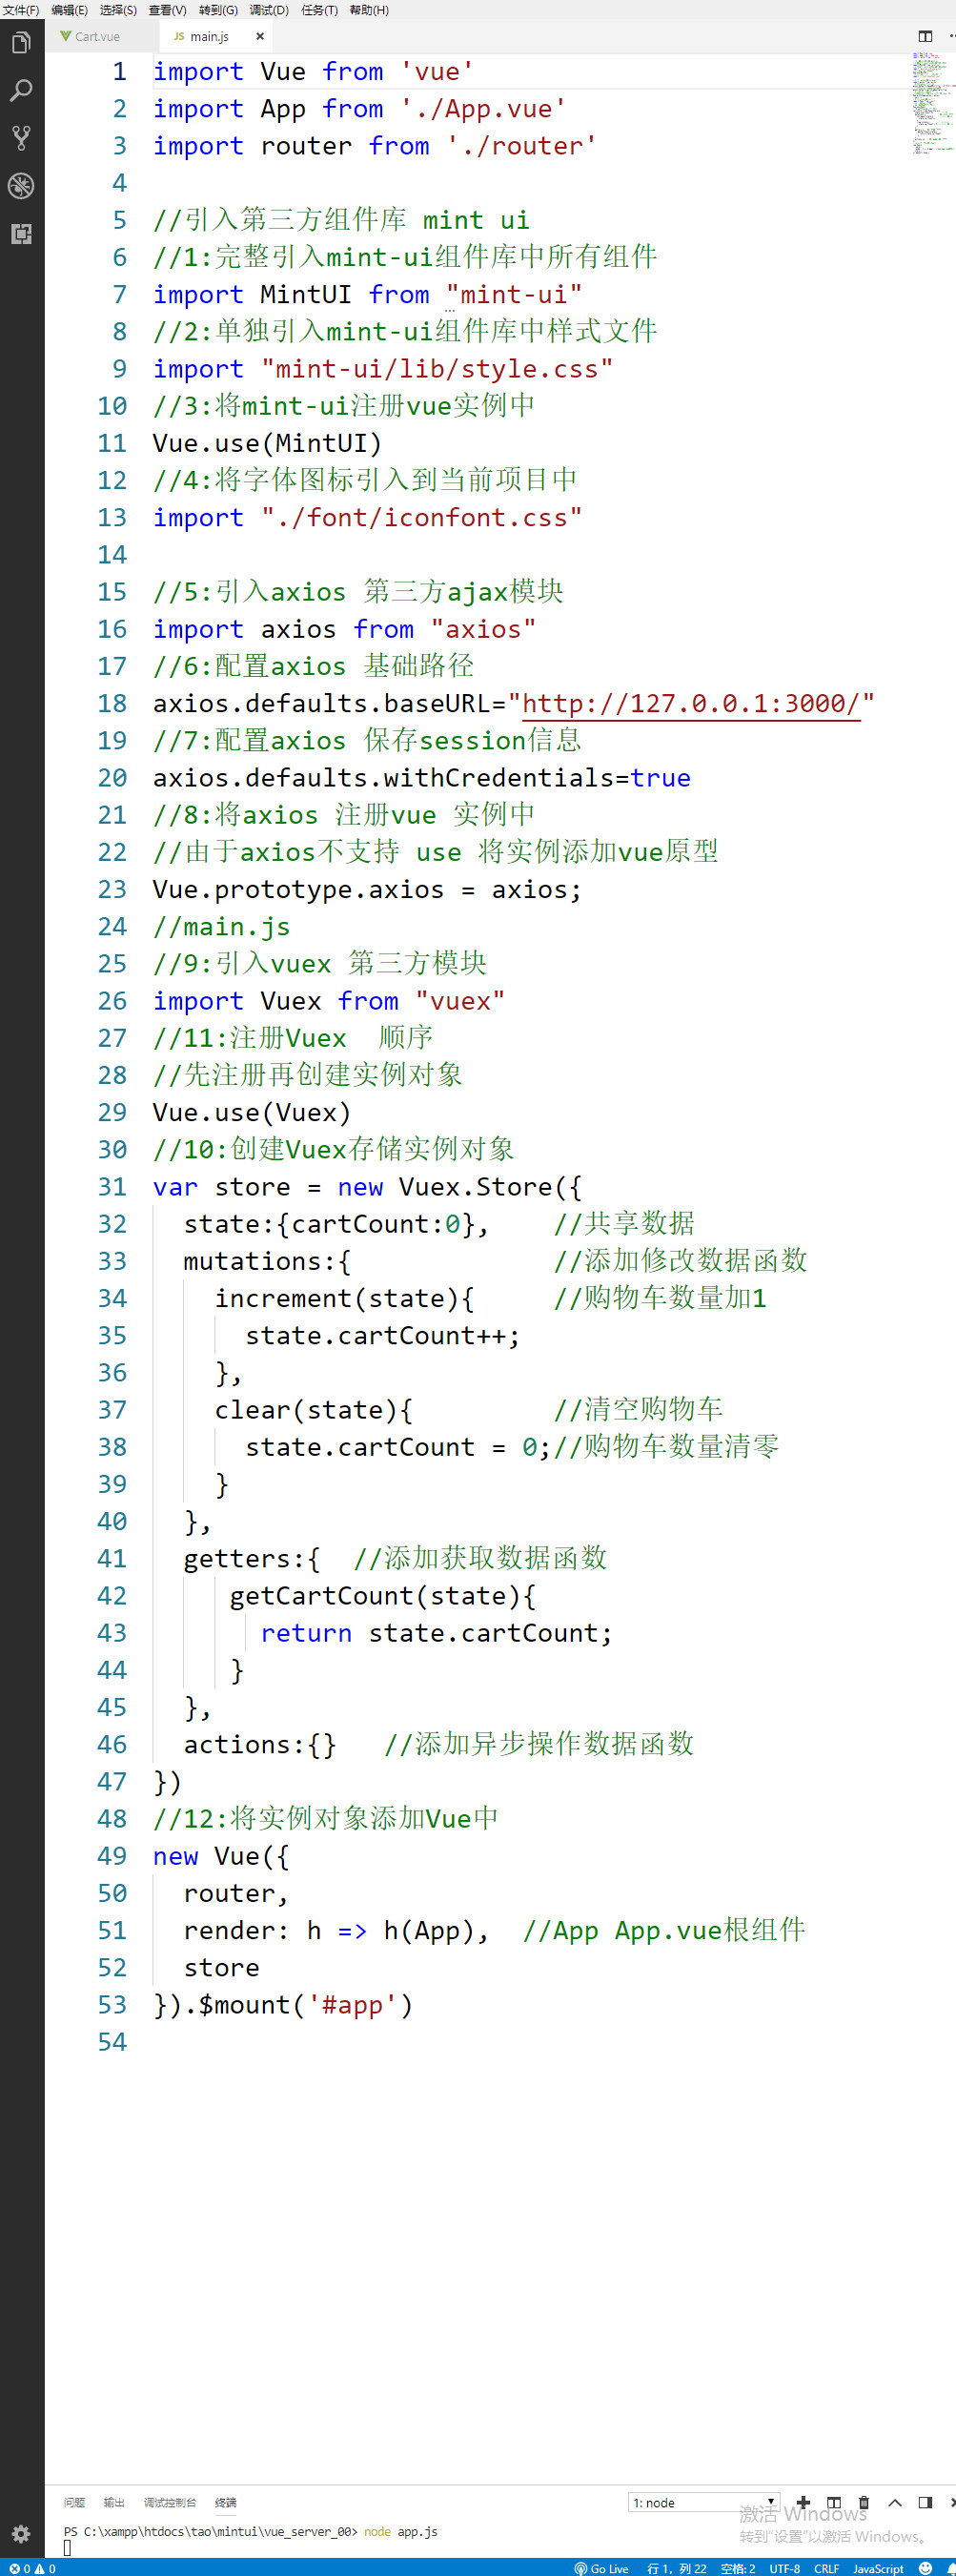 文件(F) 编辑(E) 选择(S) 查看(V) 转到(G) 调试(D) 任务(T) 帮助(H)
Cart.vue
JS main.js ×
1 import Vue from 'vue'
2 import App from './App.vue'
3 import router from './router'
4
5 //引入第三方组件库 mint ui
6 //1:完整引入mint-ui组件库中所有组件
7 import MintUI from "mint-ui"
8 //2:单独引入mint-ui组件库中样式文件
9 import "mint-ui/lib/style.css"
10 //3:将mint-ui注册vue实例中
11 Vue.use(MintUI)
12 //4:将字体图标引入到当前项目中
13 import "./font/iconfont.css"
14
15 //5:引入axios 第三方ajax模块
16 import axios from "axios"
17 //6:配置axios 基础路径
18 axios.defaults.baseURL="http://127.0.0.1:3000/"
19 //7:配置axios 保存session信息
20 axios.defaults.withCredentials=true
21 //8:将axios 注册vue 实例中
22 //由于axios不支持 use 将实例添加vue原型
23 Vue.prototype.axios = axios;
24 //main.js
25 //9:引入vuex 第三方模块
26 import Vuex from "vuex"
27 //11:注册Vuex  顺序
28 //先注册再创建实例对象
29 Vue.use(Vuex)
30 //10:创建Vuex存储实例对象
31 var store = new Vuex.Store({
32   state:{cartCount:0},    //共享数据
33   mutations:{             //添加修改数据函数
34     increment(state){     //购物车数量加1
35       state.cartCount++;
36     },
37     clear(state){         //清空购物车
38       state.cartCount = 0;//购物车数量清零
39     }
40   },
41   getters:{  //添加获取数据函数
42      getCartCount(state){
43        return state.cartCount;
44      }
45   },
46   actions:{}   //添加异步操作数据函数
47 })
48 //12:将实例对象添加Vue中
49 new Vue({
50   router,
51   render: h => h(App),  //App App.vue根组件
52   store
53 }).$mount('#app')
54
问题 输出 调试控制台 终端
1: node
PS C:\xampp\htdocs\tao\mintui\vue_server_00> node app.js
激活 Windows
转到"设置"以激活 Windows。
0 0 Go Live 行 1，列 22 空格: 2 UTF-8 CRLF JavaScript